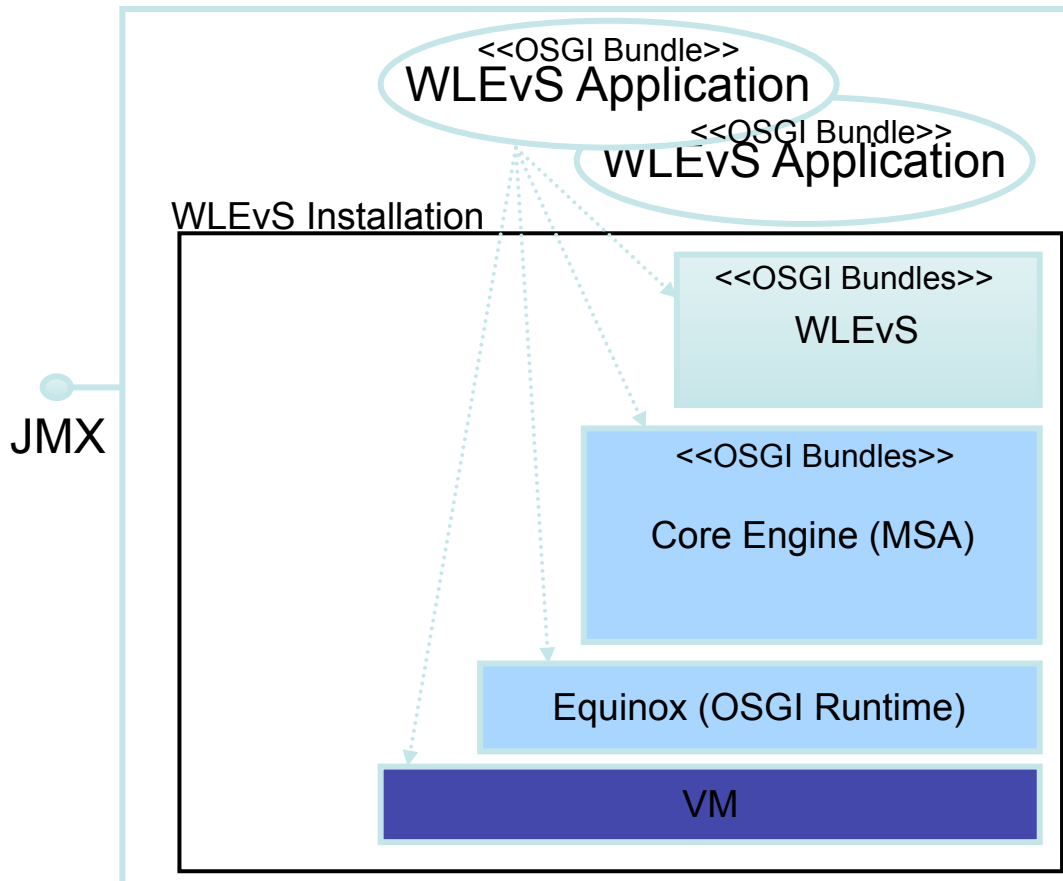 <<OSGI Bundle>>
WLEvS Application
<<OSGI Bundle>>
WLEvS Application
WLEvS Installation
<<OSGI Bundles>>
WLEvS
JMX
<<OSGI Bundles>>
Core Engine (MSA)
Equinox (OSGI Runtime)
VM